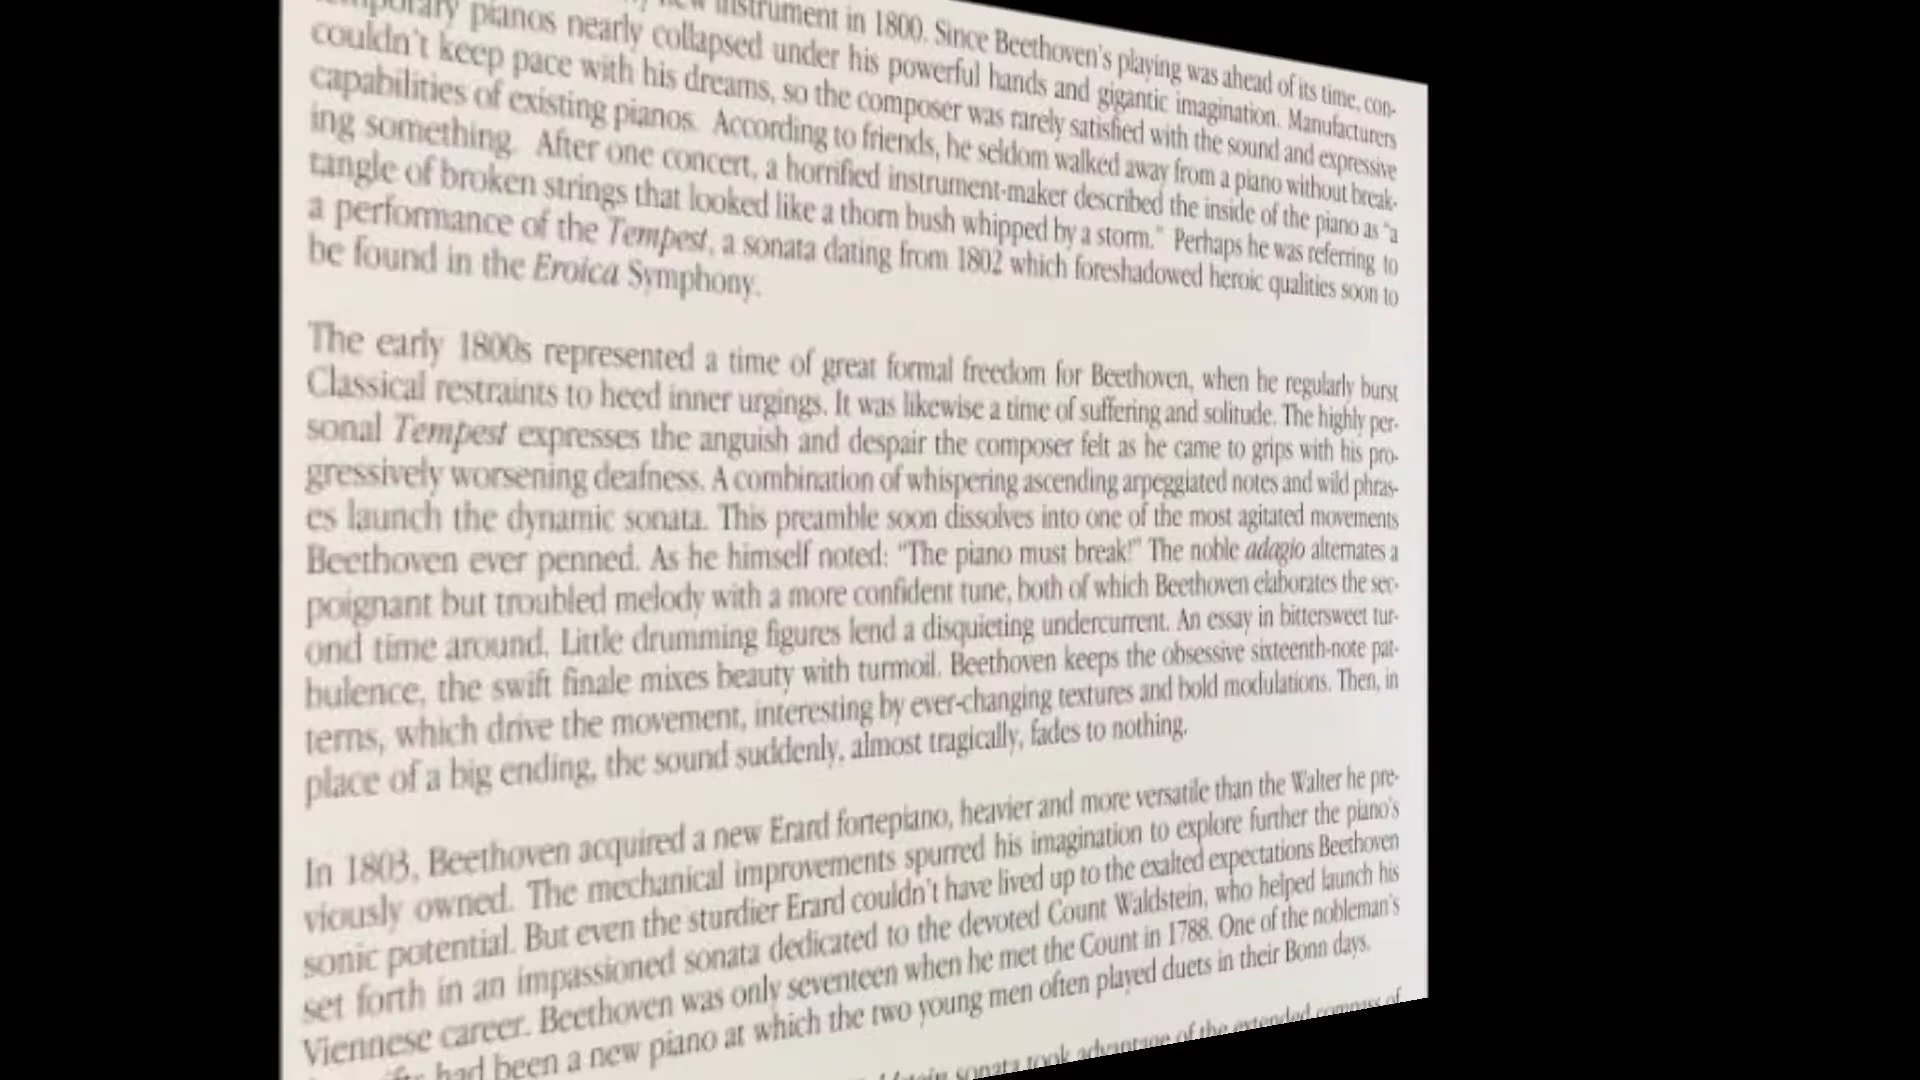 instrument in 1800. Since Beethoven's playing was ahead of its time, con-
pianos nearly collapsed under his powerful hands and gigantic imagination. Manufacturers
couldn't keep pace with his dreams, so the composer was rarely satisfied with the sound and expressive
capabilities of existing pianos. According to friends, he seldom walked away from a piano without break-
ing something. After one concert, a horrified instrument-maker described the inside of the piano as "a
tangle of broken strings that looked like a thorn bush whipped by a storm." Perhaps he was referring to
a performance of the Tempest, a sonata dating from 1802 which foreshadowed heroic qualities soon to
be found in the Eroica Symphony.
The early 1800s represented a time of great formal freedom for Beethoven, when he regularly burst
Classical restraints to heed inner urgings. It was likewise a time of suffering and solitude. The highly per-
sonal Tempest expresses the anguish and despair the composer felt as he came to grips with his pro-
gressively worsening deafness. A combination of whispering ascending arpeggiated notes and wild phras-
es launch the dynamic sonata. This preamble soon dissolves into one of the most agitated movements
Beethoven ever penned. As he himself noted: "The piano must break!" The noble adagio alternates a
poignant but troubled melody with a more confident tune, both of which Beethoven elaborates the sec-
ond time around. Little drumming figures lend a disquieting undercurrent. An essay in bittersweet tur-
bulence, the swift finale mixes beauty with turmoil. Beethoven keeps the obsessive sixteenth-note pat-
terns, which drive the movement, interesting by ever-changing textures and bold modulations. Then, in
place of a big ending, the sound suddenly, almost tragically, fades to nothing.
In 1803, Beethoven acquired a new Erard fortepiano, heavier and more versatile than the Walter he pre-
viously owned. The mechanical improvements spurred his imagination to explore further the piano's
sonic potential. But even the sturdier Erard couldn't have lived up to the exalted expectations Beethoven
set forth in an impassioned sonata dedicated to the devoted Count Waldstein, who helped launch his
Viennese career. Beethoven was only seventeen when he met the Count in 1788. One of the nobleman's
had been a new piano at which the two young men often played duets in their Bonn days.
sonata took advantage of the extended compass of